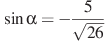 sin α = −5/√26